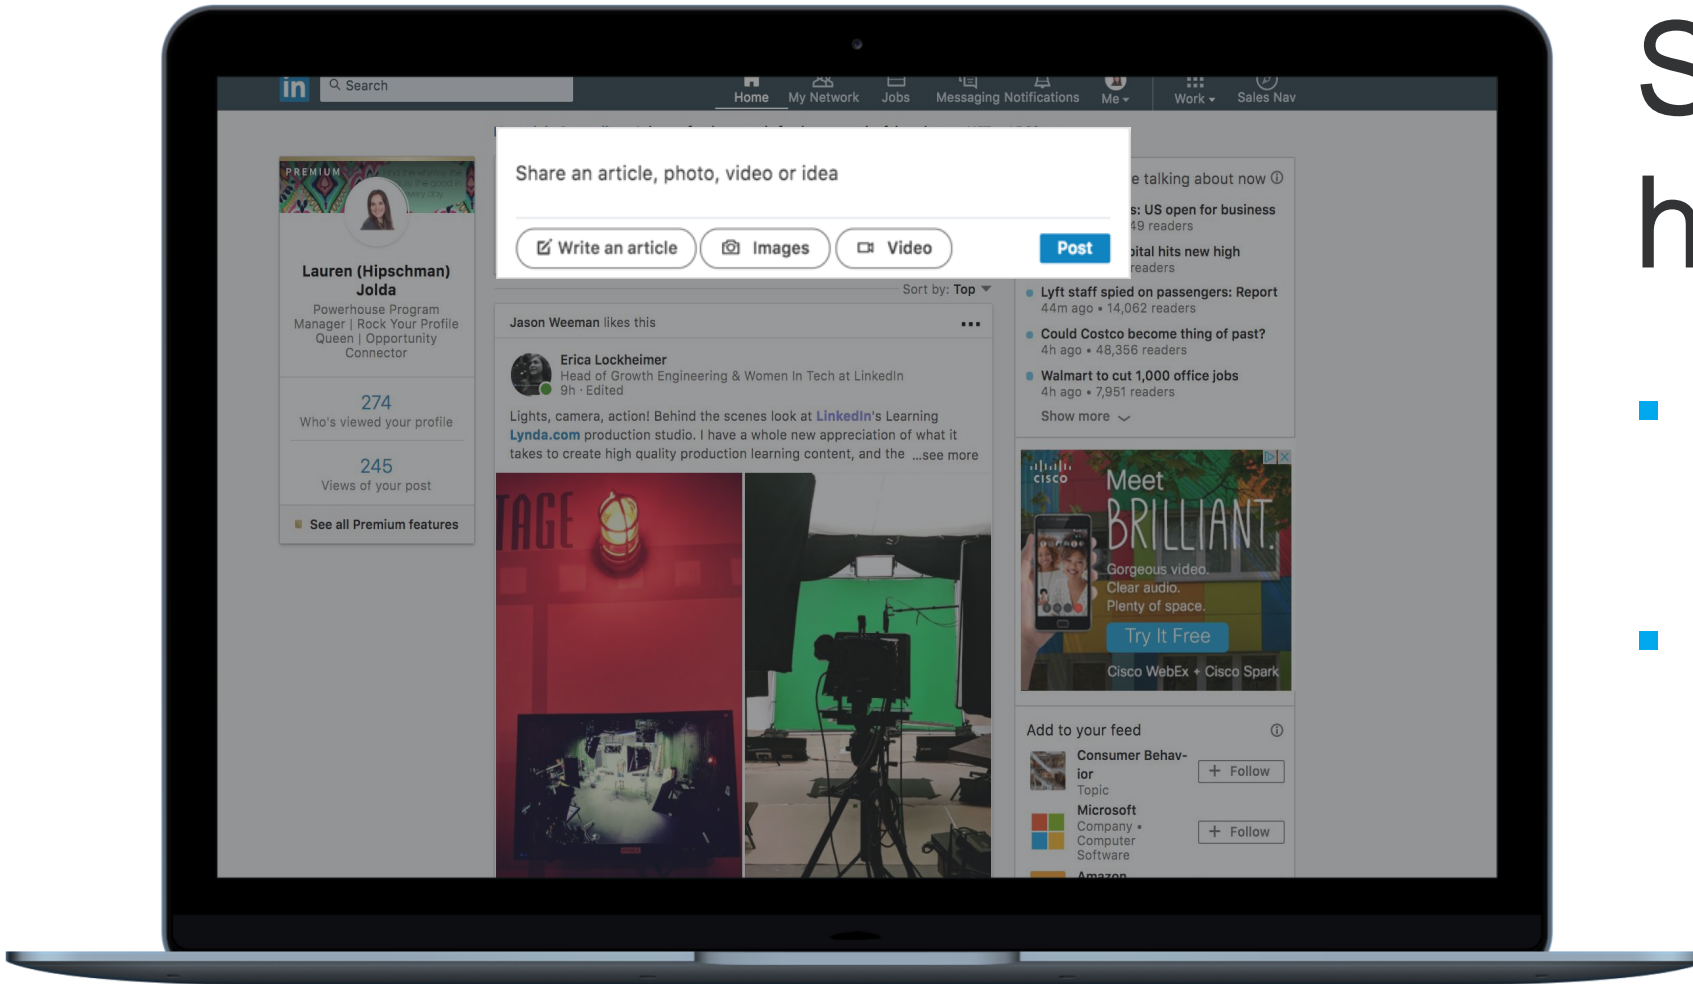 in
Search
Home My Network Jobs Messaging Notifications Me Work Sales Nav
Share an article, photo, video or idea
Write an article Images Video Post
PREMIUM
Lauren (Hipschman)
Jolda
Powerhouse Program
Manager | Rock Your Profile
Queen | Opportunity
Connector
274
Who's viewed your profile
245
Views of your post
See all Premium features
Sort by: Top
Jason Weeman likes this
Erica Lockheimer
Head of Growth Engineering & Women In Tech at LinkedIn
9h · Edited
Lights, camera, action! Behind the scenes look at LinkedIn's Learning
Lynda.com production studio. I have a whole new appreciation of what it
takes to create high quality production learning content, and the ...see more
TAGE
talking about now
US open for business
49 readers
hits new high
readers
Lyft staff spied on passengers: Report
44m ago • 14,062 readers
Could Costco become thing of past?
4h ago • 48,356 readers
Walmart to cut 1,000 office jobs
4h ago • 7,951 readers
Show more
CISCO
Meet
BRILLIANT.
Gorgeous video.
Clear audio.
Plenty of space.
Try It Free
Cisco WebEx + Cisco Spark
Add to your feed
Consumer Behav-
ior
Topic
+ Follow
Microsoft
Company •
Computer
Software
+ Follow
Amazon
S
h